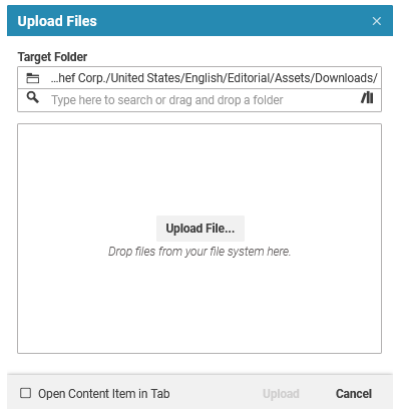 Upload Files
Target Folder
...hef Corp./United States/English/Editorial/Assets/Downloads/
Type here to search or drag and drop a folder
Upload File...
Drop files from your file system here.
Open Content Item in Tab
Upload
Cancel